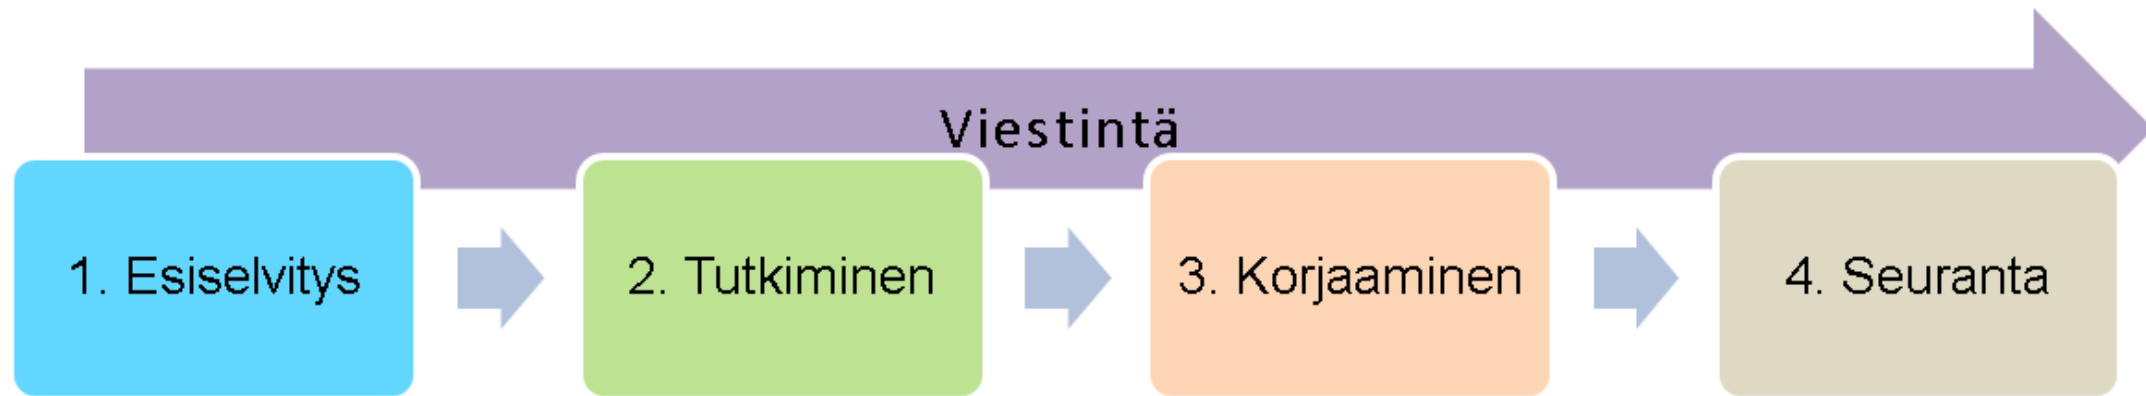 Viestintä
1. Esiselvitys
2. Tutkiminen
3. Korjaaminen
4. Seuranta